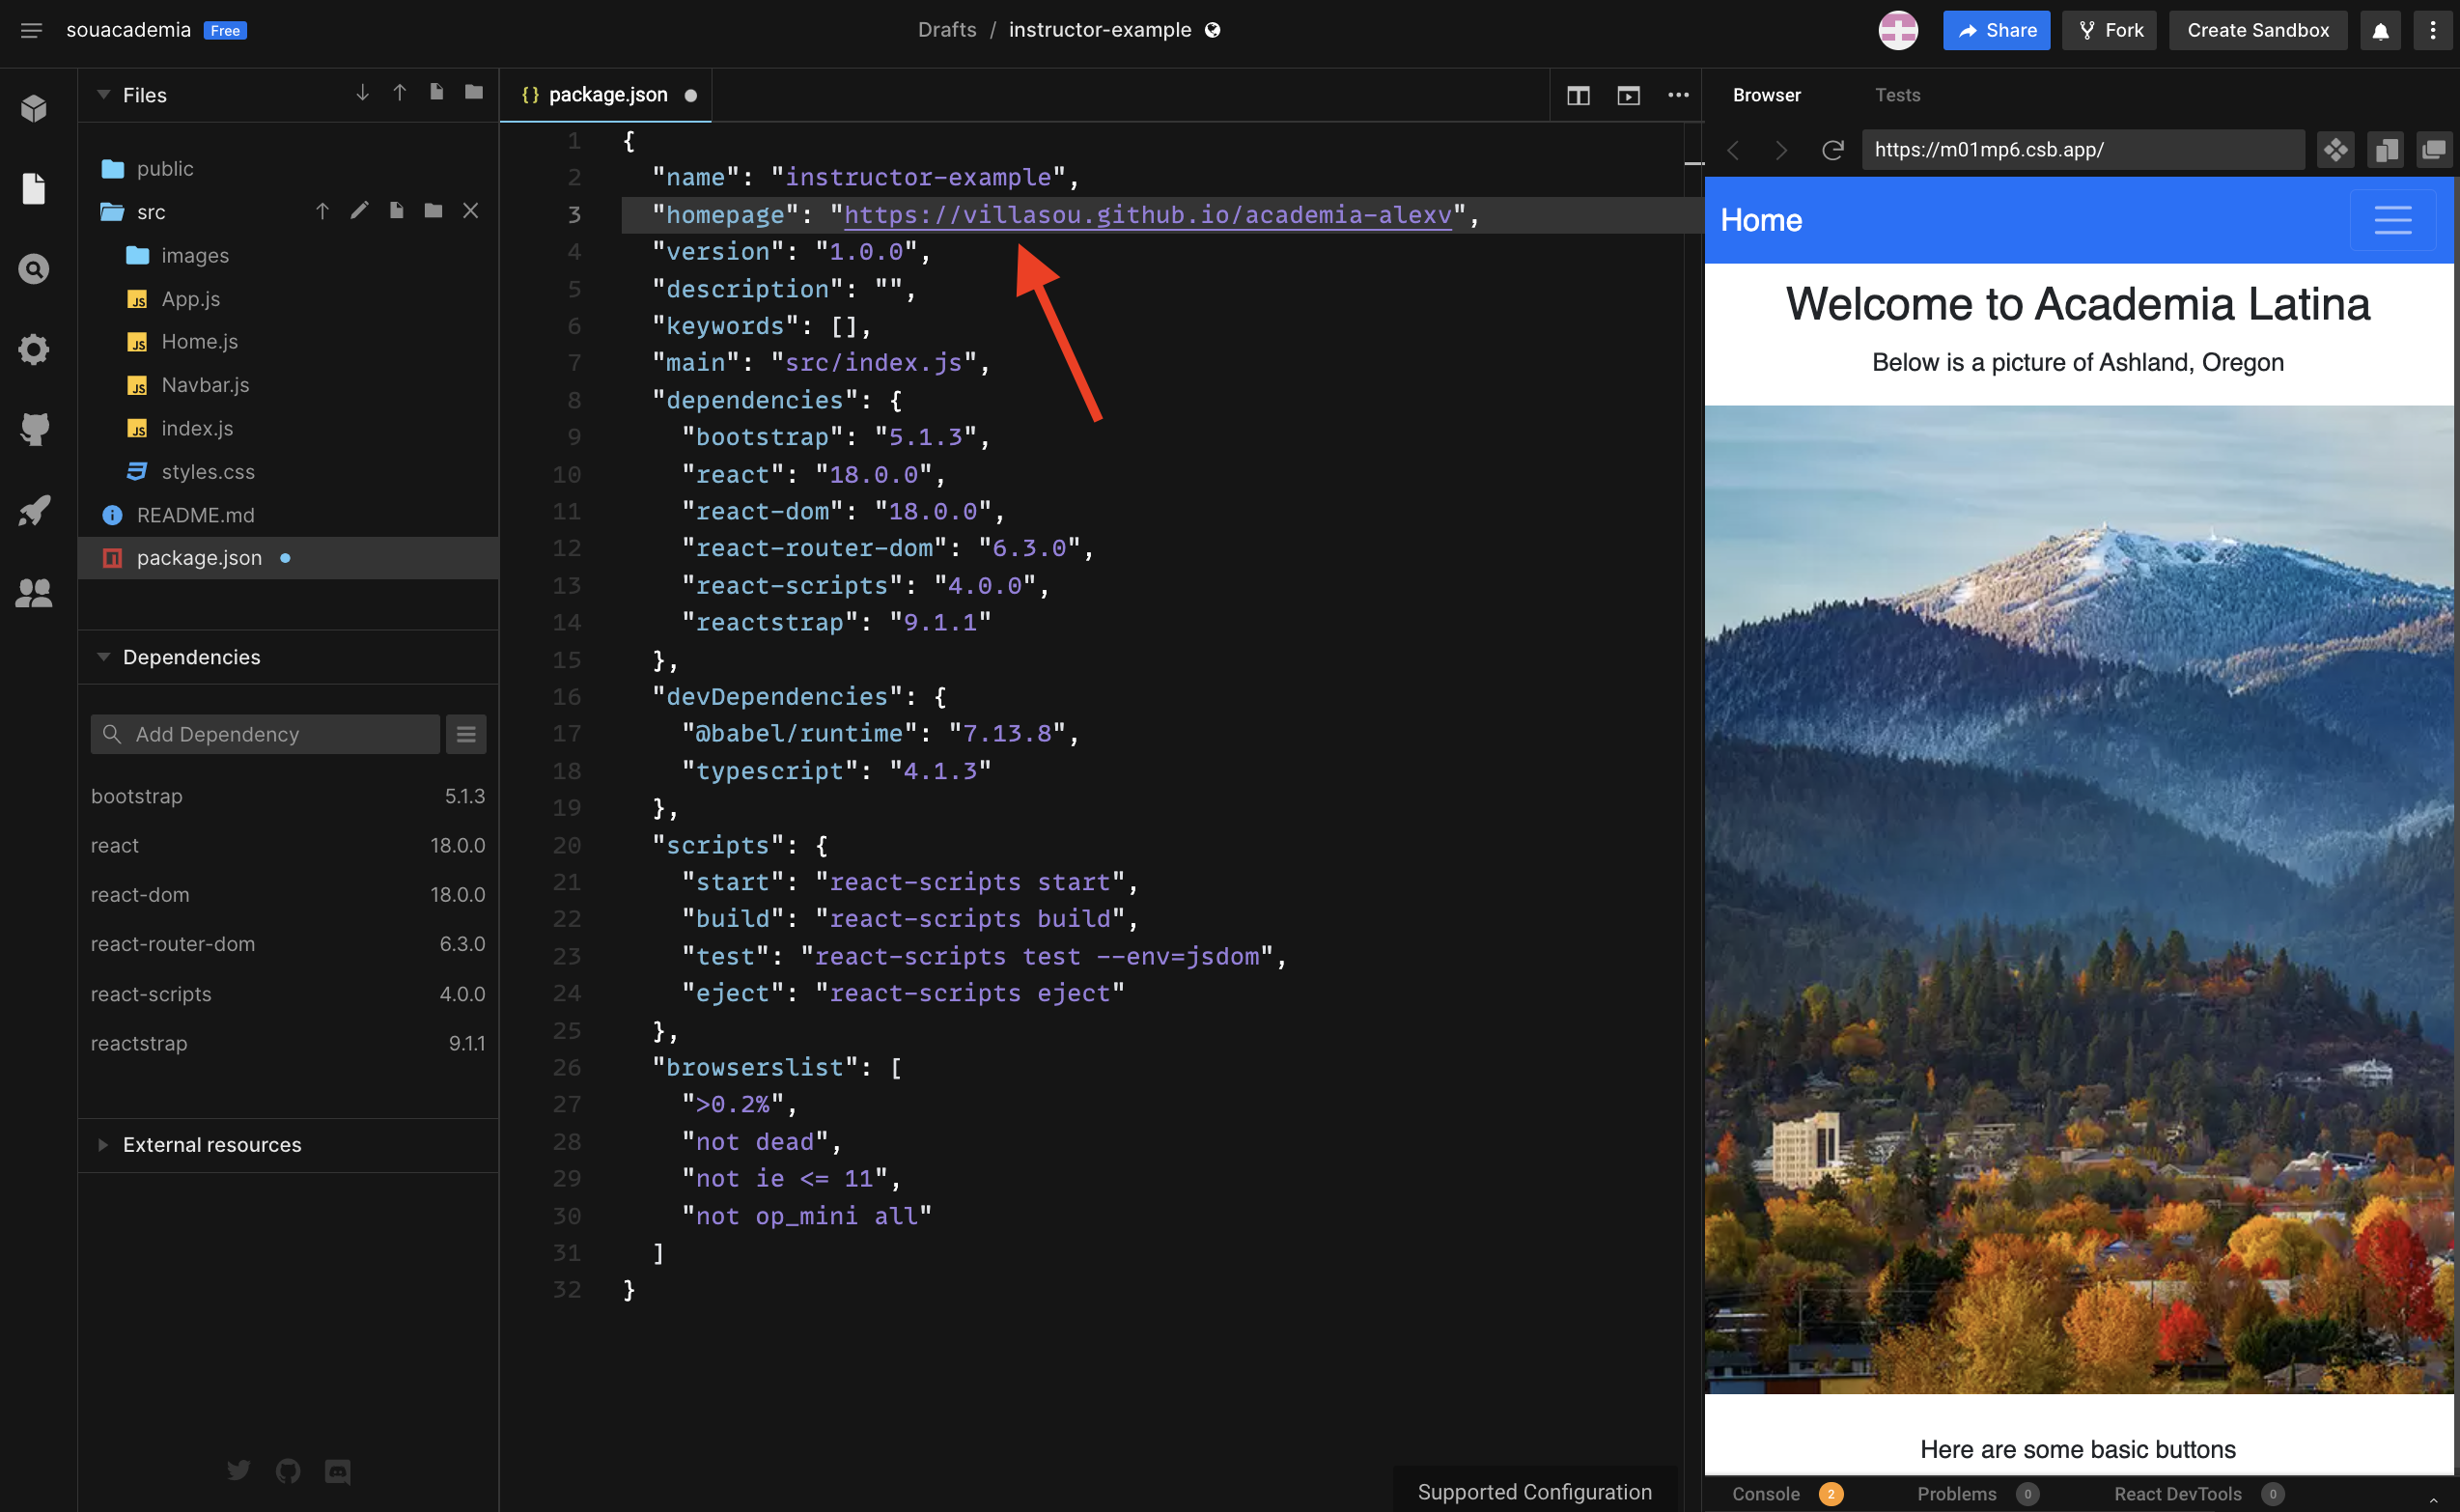 souacademia Free
Drafts / instructor-example
Share Fork Create Sandbox
Files
public
src
images
App.js
Home.js
Navbar.js
index.js
styles.css
README.md
package.json
Dependencies
Add Dependency
bootstrap 5.1.3
react 18.0.0
react-dom 18.0.0
react-router-dom 6.3.0
react-scripts 4.0.0
reactstrap 9.1.1
External resources
{} package.json
1 {
2 "name": "instructor-example",
3 "homepage": "https://villasou.github.io/academia-alexv",
4 "version": "1.0.0",
5 "description": "",
6 "keywords": [],
7 "main": "src/index.js",
8 "dependencies": {
9 "bootstrap": "5.1.3",
10 "react": "18.0.0",
11 "react-dom": "18.0.0",
12 "react-router-dom": "6.3.0",
13 "react-scripts": "4.0.0",
14 "reactstrap": "9.1.1"
15 },
16 "devDependencies": {
17 "@babel/runtime": "7.13.8",
18 "typescript": "4.1.3"
19 },
20 "scripts": {
21 "start": "react-scripts start",
22 "build": "react-scripts build",
23 "test": "react-scripts test --env=jsdom",
24 "eject": "react-scripts eject"
25 },
26 "browserslist": [
27 ">0.2%",
28 "not dead",
29 "not ie <= 11",
30 "not op_mini all"
31 ]
32 }
Supported Configuration
Browser Tests
https://m01mp6.csb.app/
Home
Welcome to Academia Latina
Below is a picture of Ashland, Oregon
Here are some basic buttons
Console 2 Problems 0 React DevTools 0